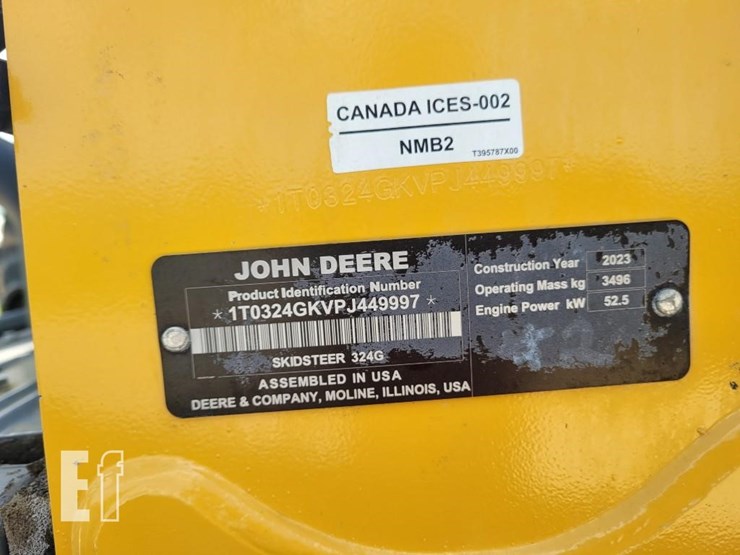 CANADA ICES-002
NMB2
T395787X00
*1T0324GKVPJ449997*
JOHN DEERE
Product Identification Number
*1T0324GKVPJ449997*
SKIDSTEER 324G
ASSEMBLED IN USA
DEERE & COMPANY, MOLINE, ILLINOIS, USA
Construction Year 2023
Operating Mass kg 3496
Engine Power kW 52.5
Ef